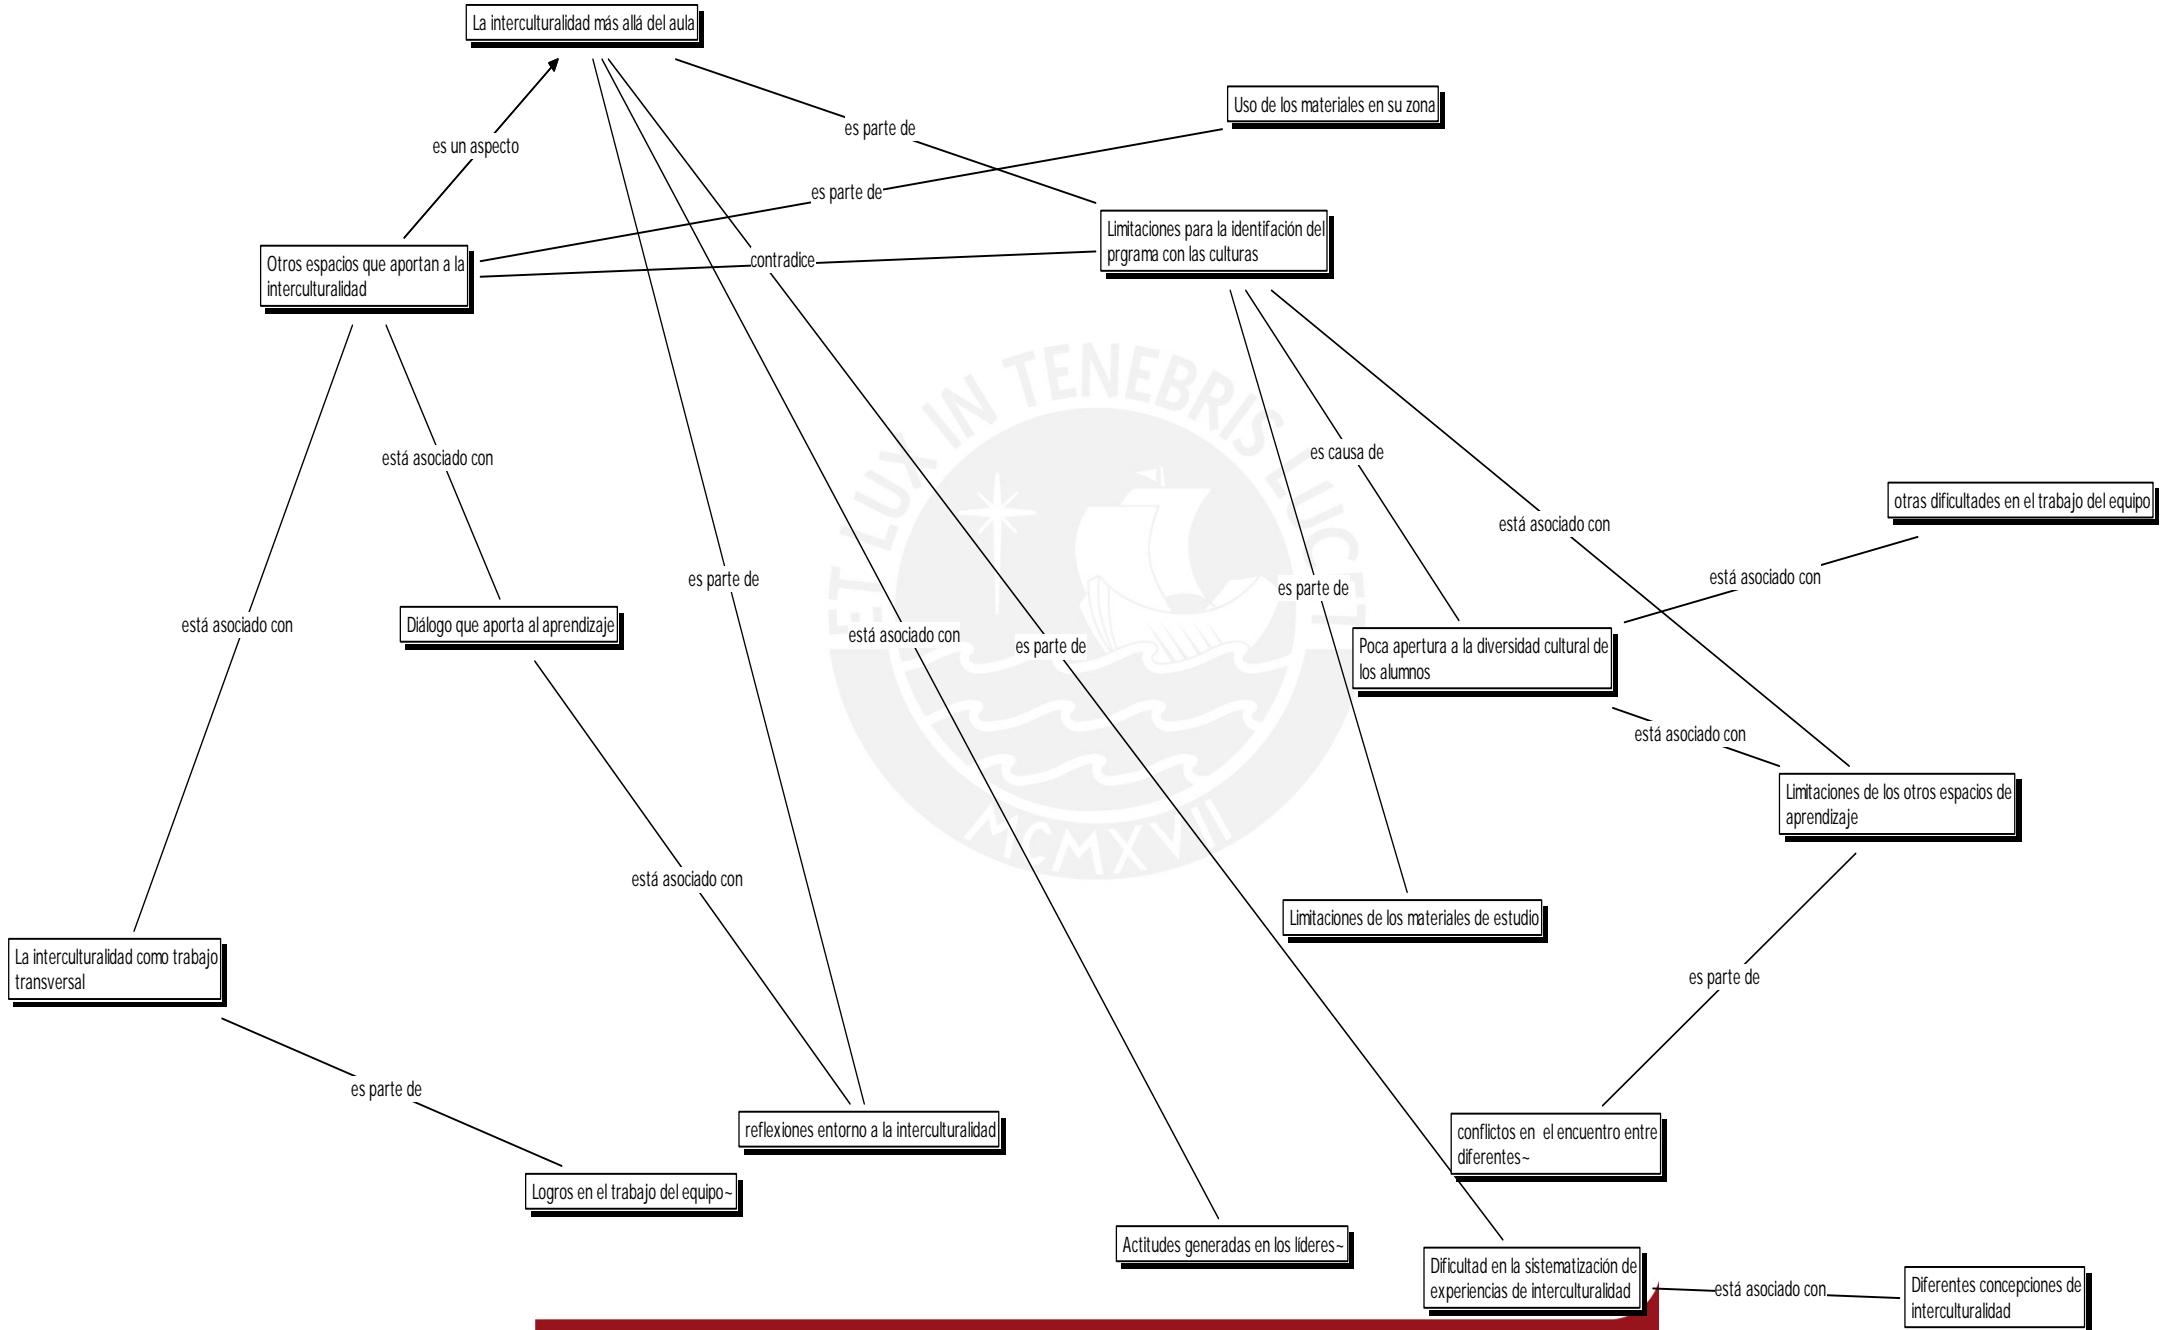 La interculturalidad más allá del aula
Uso de los materiales en su zona
es parte de
es un aspecto
es parte de
Limitaciones para la identifación del
prgrama con las culturas
Otros espacios que aportan a la
interculturalidad
contradice
ET LUX IN TENEBRIS LUCET
MCMXVII
está asociado con
es causa de
otras dificultades en el trabajo del equipo
está asociado con
está asociado con
es parte de
es parte de
Diálogo que aporta al aprendizaje
está asociado con
está asociado con
es parte de
Poca apertura a la diversidad cultural de
los alumnos
está asociado con
Limitaciones de los otros espacios de
aprendizaje
está asociado con
Limitaciones de los materiales de estudio
La interculturalidad como trabajo
transversal
es parte de
es parte de
reflexiones entorno a la interculturalidad
conflictos en el encuentro entre
diferentes~
Logros en el trabajo del equipo~
Actitudes generadas en los líderes~
Dificultad en la sistematización de
experiencias de interculturalidad
está asociado con
Diferentes concepciones de
interculturalidad